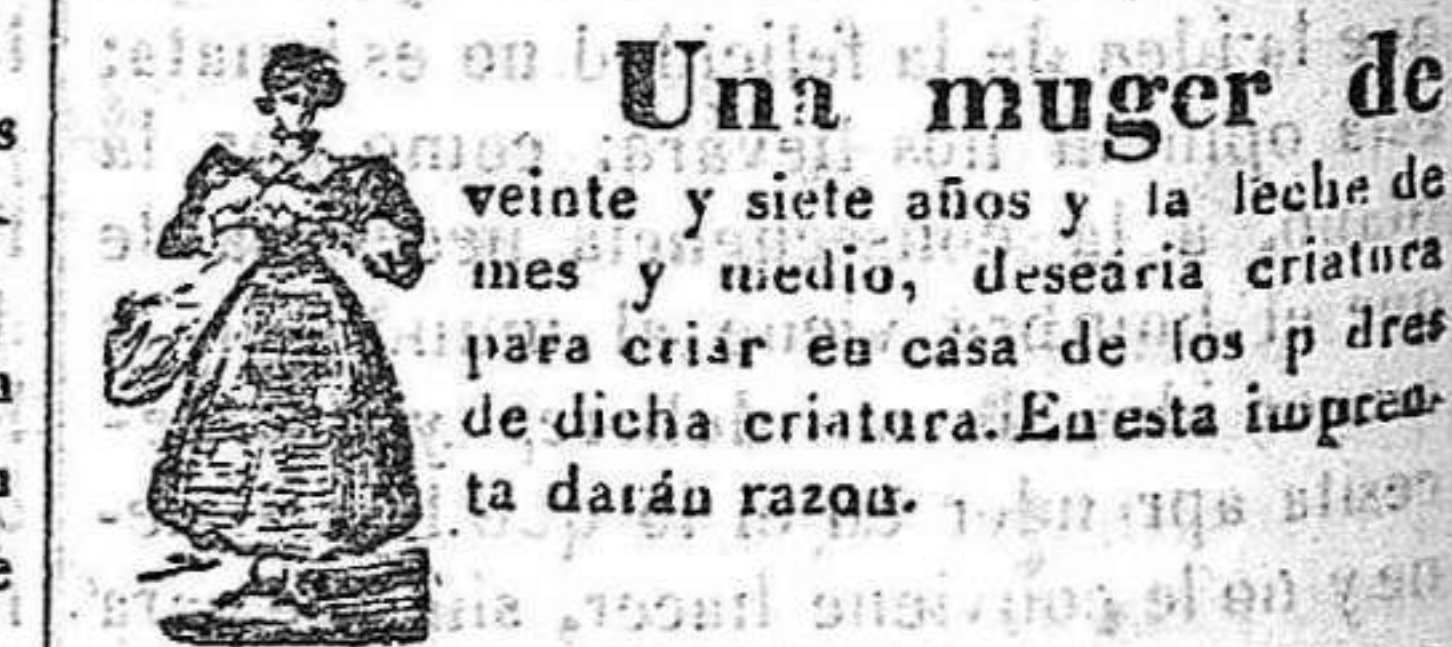 Una muger de
veinte y siete años y la leche de
mes y medio, desearia criatura
para criar en casa de los p dres
de dicha criatura. En esta impren-
ta darán razon.